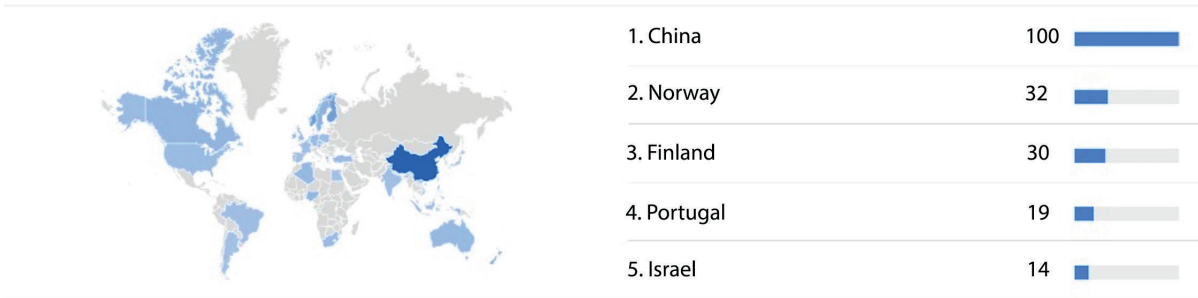 1. China 100
2. Norway 32
3. Finland 30
4. Portugal 19
5. Israel 14